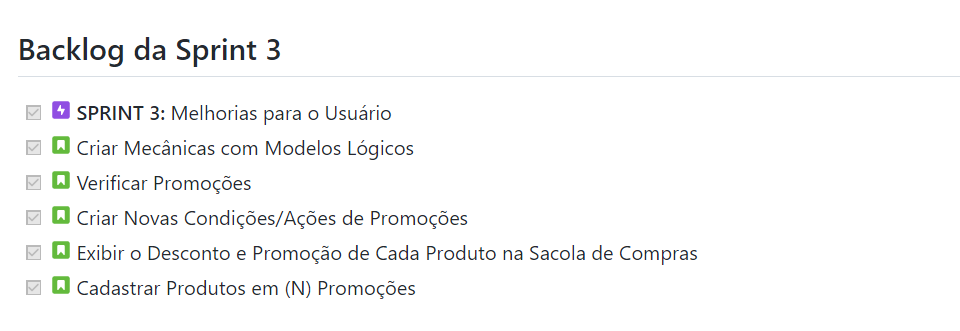 Backlog da Sprint 3
SPRINT 3: Melhorias para o Usuário
Criar Mecânicas com Modelos Lógicos
Verificar Promoções
Criar Novas Condições/Ações de Promoções
Exibir o Desconto e Promoção de Cada Produto na Sacola de Compras
Cadastrar Produtos em (N) Promoções